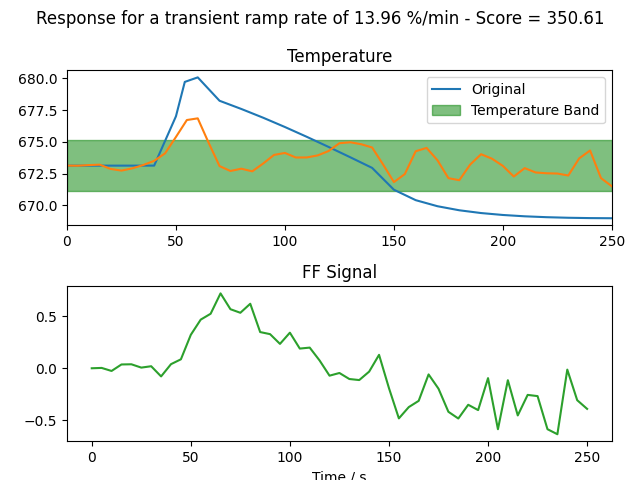 Response for a transient ramp rate of 13.96 %/min - Score = 350.61
Temperature
680.0
677.5
675.0
672.5
670.0
Original
Temperature Band
0 50 100 150 200 250
FF Signal
0.5
0.0
−0.5
0 50 100 150 200 250
Time / s